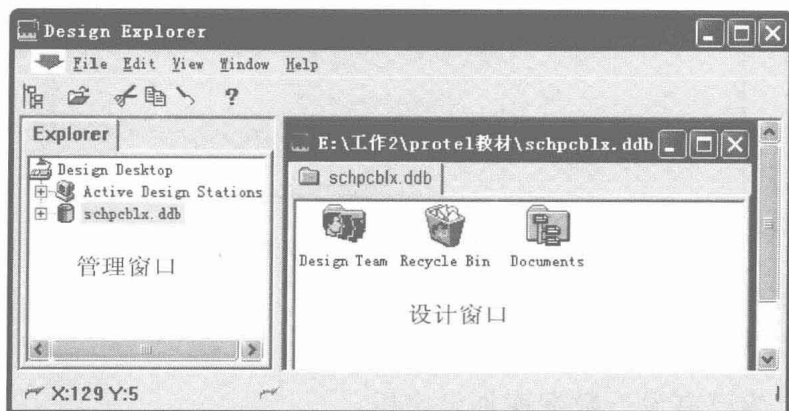 Design Explorer
File Edit View Window Help
?
Explorer
Design Desktop
Active Design Stations
schpcblx.ddb
管理窗口
E:\工作2\protel教材\schpcblx.ddb
schpcblx.ddb
Design Team Recycle Bin Documents
设计窗口
X:129 Y:5